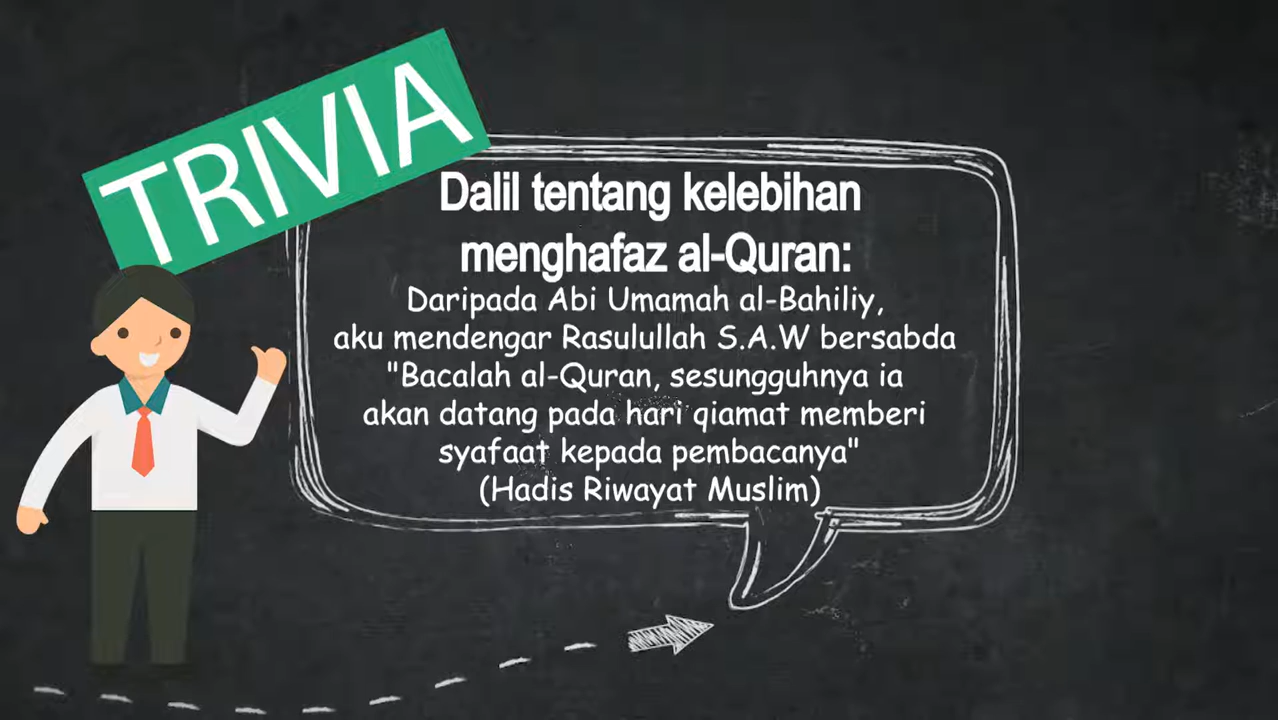 TRIVIA
Dalil tentang kelebihan
menghafaz al-Quran:
Daripada Abi Umamah al-Bahiliy,
aku mendengar Rasulullah S.A.W bersabda
"Bacalah al-Quran, sesungguhnya ia
akan datang pada hari qiamat memberi
syafaat kepada pembacanya"
(Hadis Riwayat Muslim)